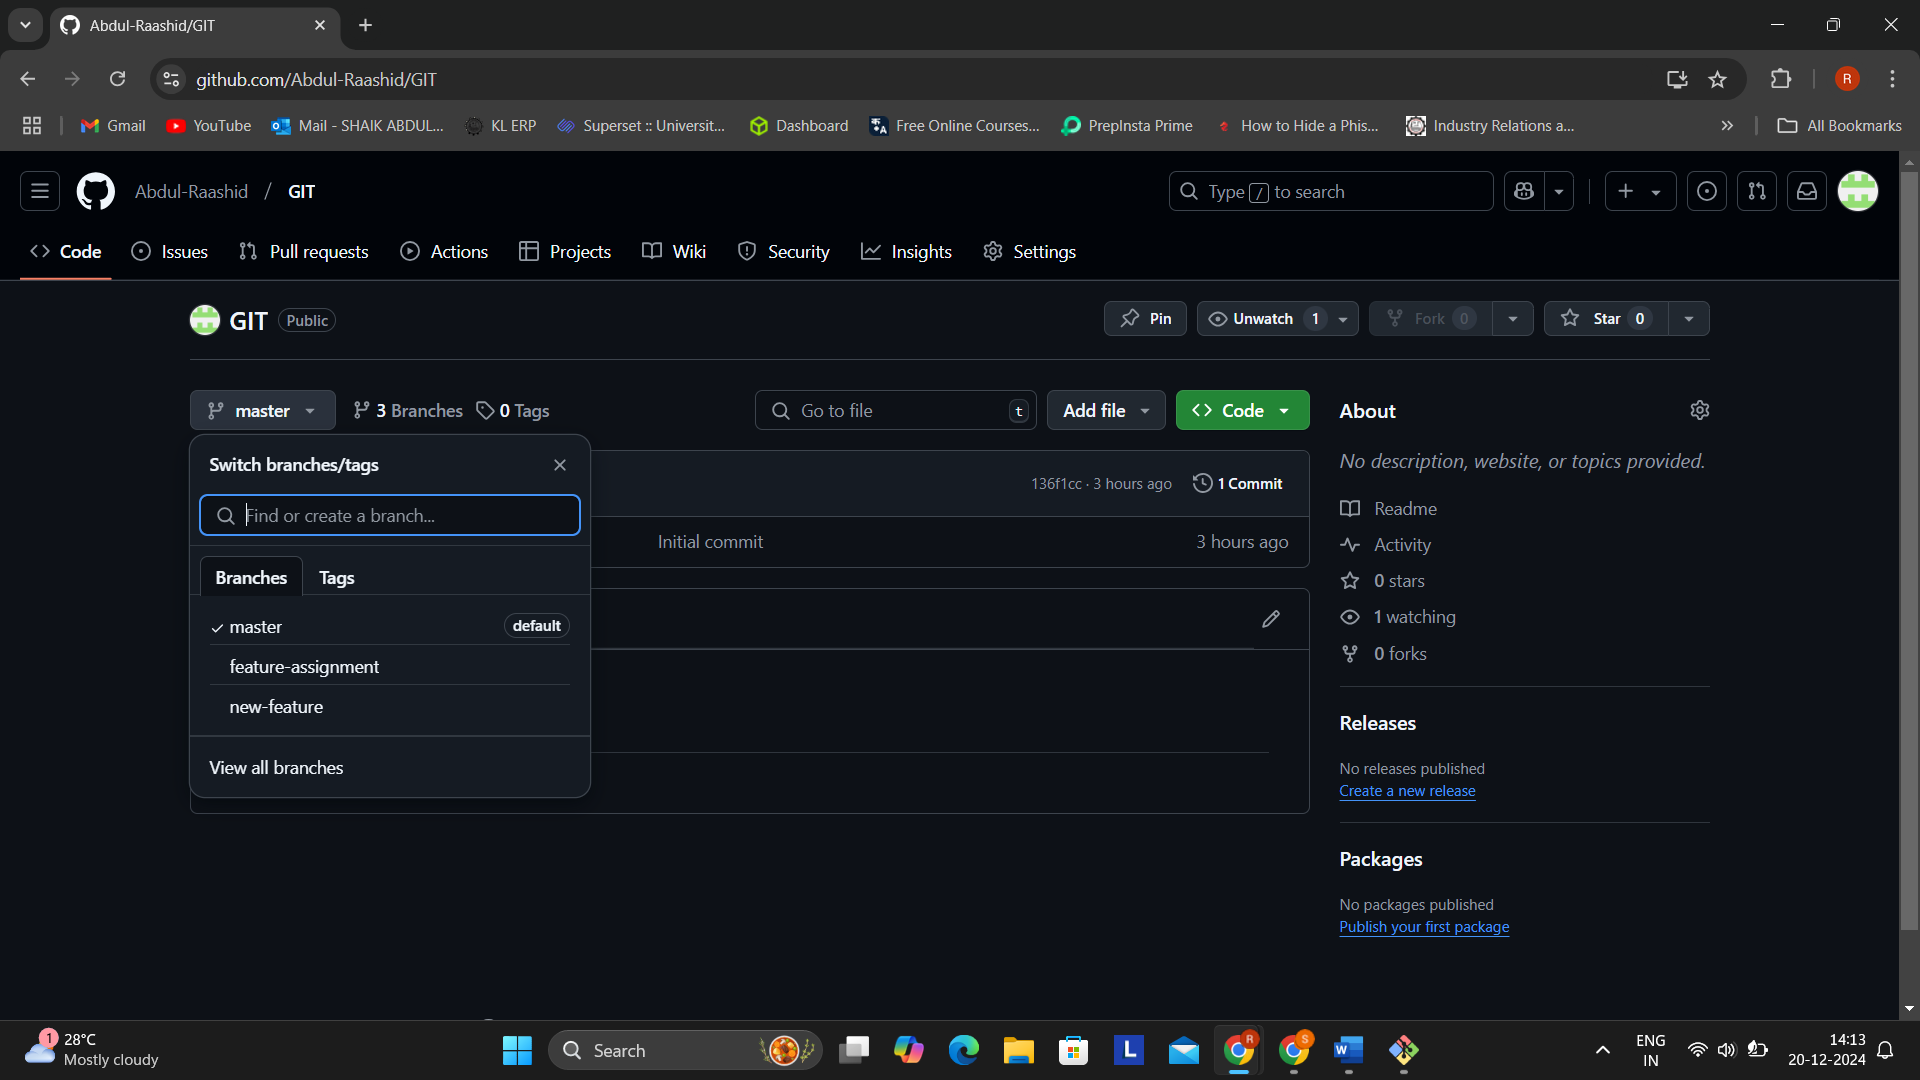 Abdul-Raashid/GIT
github.com/Abdul-Raashid/GIT
R
Gmail
YouTube
Mail - SHAIK ABDUL...
KL ERP
Superset :: Universit...
Dashboard
Free Online Courses...
PrepInsta Prime
How to Hide a Phis...
Industry Relations a...
All Bookmarks
Abdul-Raashid / GIT
Type / to search
Code
Issues
Pull requests
Actions
Projects
Wiki
Security
Insights
Settings
GIT Public
Pin
Unwatch 1
Fork 0
Star 0
master
3 Branches
0 Tags
Go to file t
Add file
Code
Switch branches/tags
Find or create a branch...
Branches
Tags
master default
feature-assignment
new-feature
View all branches
136f1cc · 3 hours ago
1 Commit
Initial commit
3 hours ago
About
No description, website, or topics provided.
Readme
Activity
0 stars
1 watching
0 forks
Releases
No releases published
Create a new release
Packages
No packages published
Publish your first package
1
28°C
Mostly cloudy
Search
L
R
S
W
ENG
IN
14:13
20-12-2024